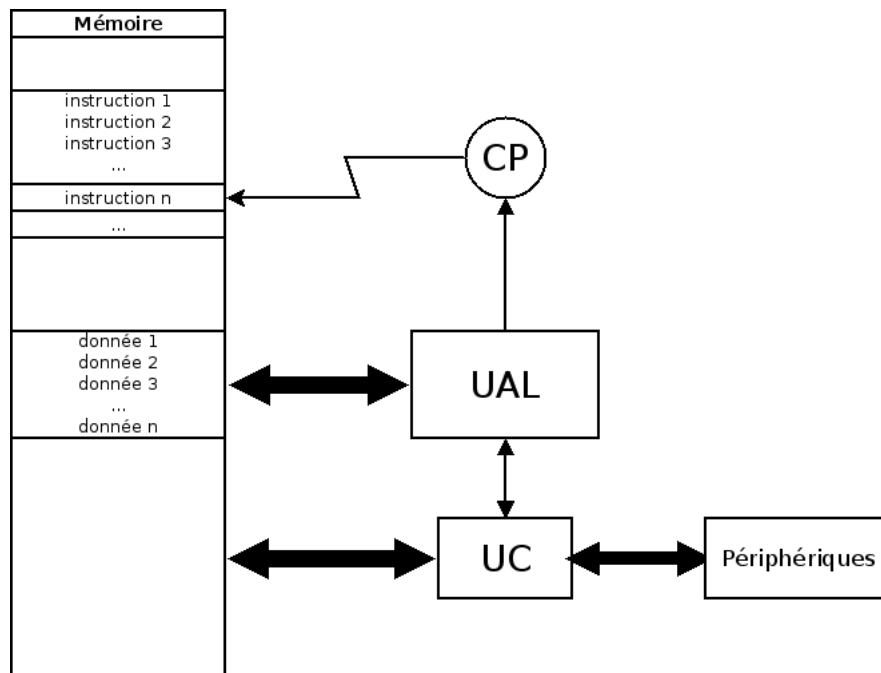 Mémoire
instruction 1
instruction 2
instruction 3
...
instruction n
...
donnée 1
donnée 2
donnée 3
...
donnée n
CP
UAL
UC
Périphériques